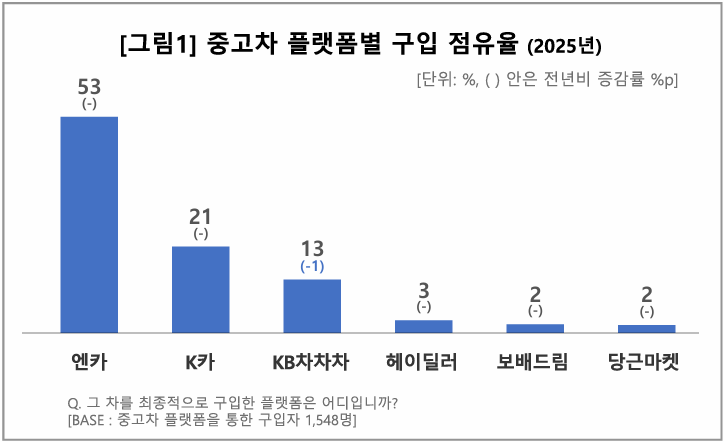 [그림1] 중고차 플랫폼별 구입 점유율 (2025년)
[단위: %, ( ) 안은 전년비 증감률 %p]
53
(-)
21
(-)
13
(-1)
3
(-)
2
(-)
2
(-)
엔카
K카
KB차차차
헤이딜러
보배드림
당근마켓
Q. 그 차를 최종적으로 구입한 플랫폼은 어디입니까?
[BASE : 중고차 플랫폼을 통한 구입자 1,548명]